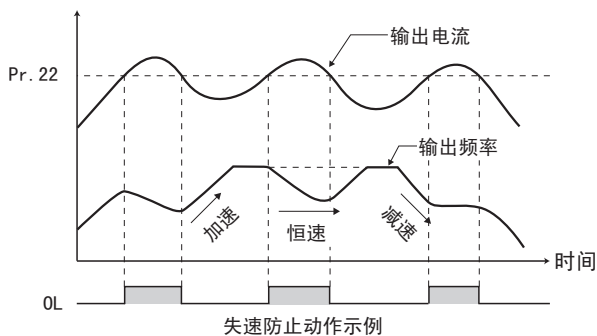 输出电流
Pr. 22
输出频率
加速
恒速
减速
时间
OL
失速防止动作示例